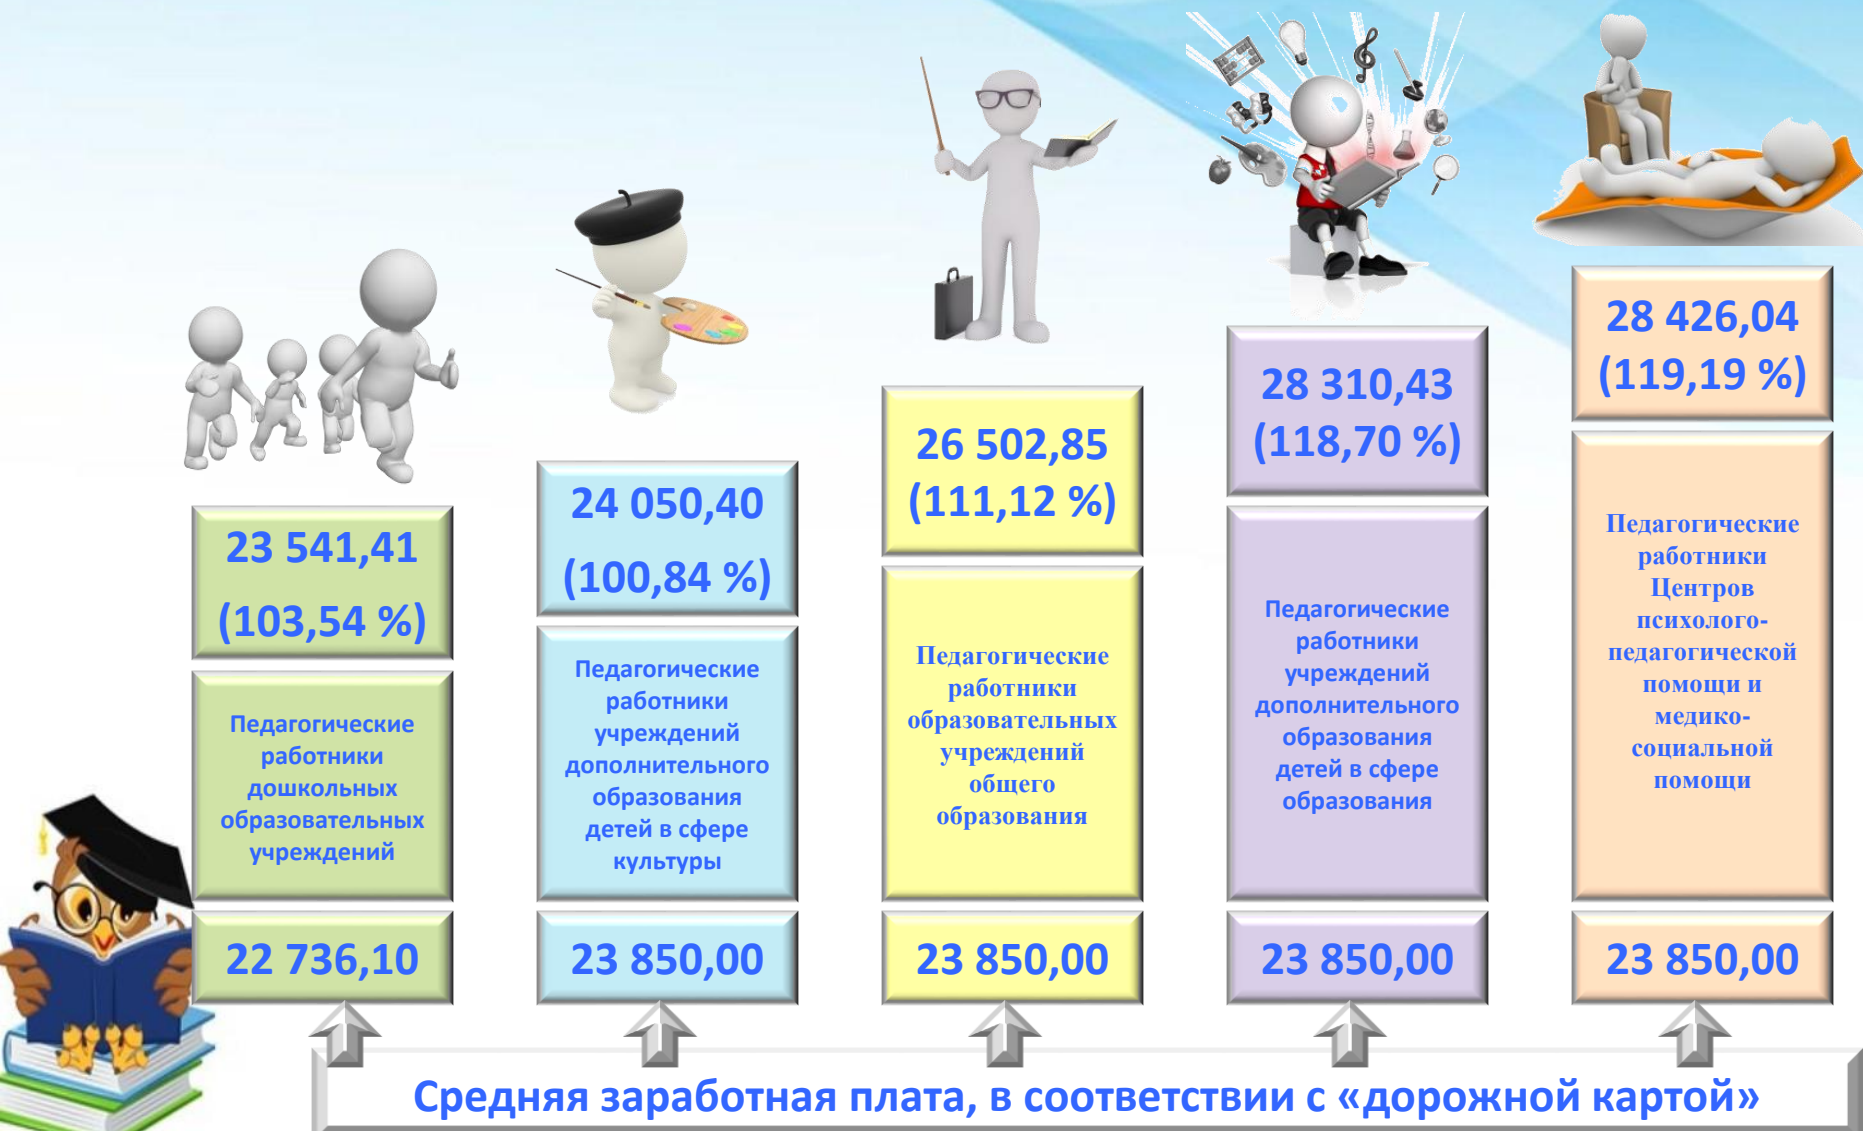 23 541,41
(103,54 %)
Педагогические
работники
дошкольных
образовательных
учреждений
22 736,10
24 050,40
(100,84 %)
Педагогические
работники
учреждений
дополнительного
образования
детей в сфере
культуры
23 850,00
26 502,85
(111,12 %)
Педагогические
работники
образовательных
учреждений
общего
образования
23 850,00
28 310,43
(118,70 %)
Педагогические
работники
учреждений
дополнительного
образования
детей в сфере
образования
23 850,00
28 426,04
(119,19 %)
Педагогические
работники
Центров
психолого-
педагогической
помощи и
медико-
социальной
помощи
23 850,00
Средняя заработная плата, в соответствии с «дорожной картой»